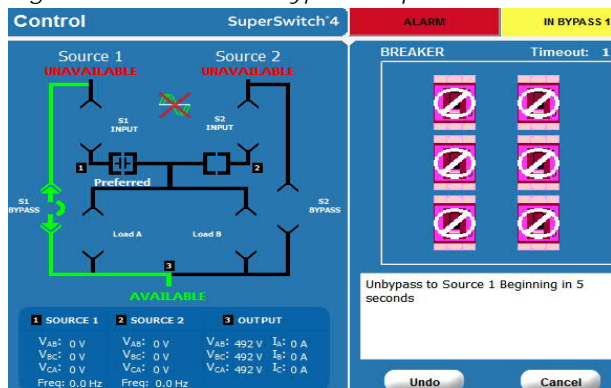 Control
SuperSwitch®4
ALARM
IN BYPASS 1
Source 1
UNAVAILABLE
Source 2
UNAVAILABLE
S1
INPUT
S2
INPUT
1
2
Preferred
S1
BYPASS
S2
BYPASS
Load A
Load B
3
AVAILABLE
1 SOURCE 1
VAB: 0 V
VBC: 0 V
VCA: 0 V
Freq: 0.0 Hz
2 SOURCE 2
VAB: 0 V
VBC: 0 V
VCA: 0 V
Freq: 0.0 Hz
3 OUTPUT
VAB: 492 V IA: 0 A
VBC: 492 V IB: 0 A
VCA: 492 V IC: 0 A
BREAKER
Timeout: 1
Unbypass to Source 1 Beginning in 5
seconds
Undo
Cancel